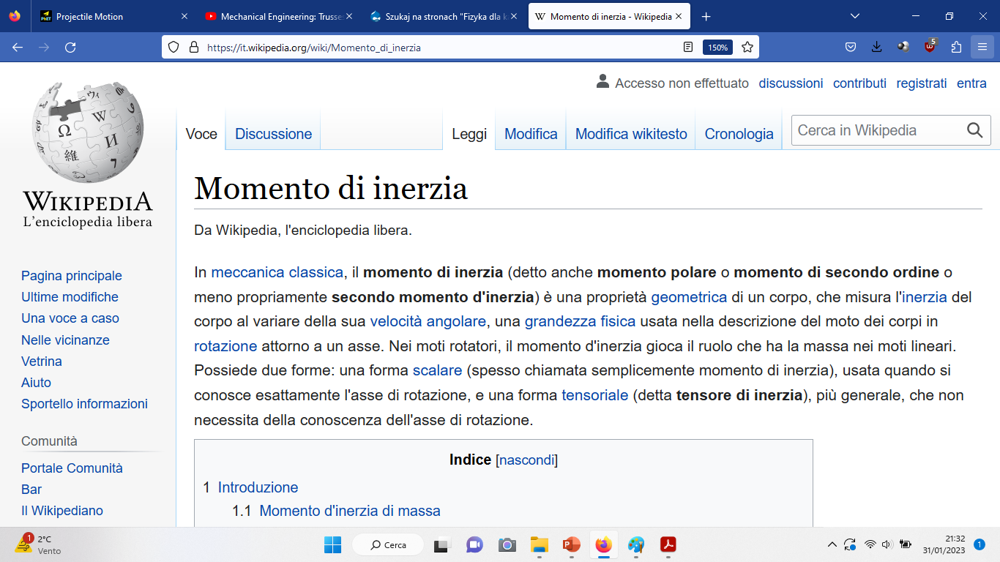 Projectile Motion
Mechanical Engineering: Trusse
Szukaj na stronach "Fizyka dla k
Momento di inerzia - Wikipedia
https://it.wikipedia.org/wiki/Momento_di_inerzia
150%
5
Accesso non effettuato discussioni contributi registrati entra
Voce Discussione Leggi Modifica Modifica wikitesto Cronologia Cerca in Wikipedia
WIKIPEDIA
L'enciclopedia libera
Pagina principale
Ultime modifiche
Una voce a caso
Nelle vicinanze
Vetrina
Aiuto
Sportello informazioni
Comunità
Portale Comunità
Bar
Il Wikipediano
Momento di inerzia
Da Wikipedia, l'enciclopedia libera.
In meccanica classica, il momento di inerzia (detto anche momento polare o momento di secondo ordine o
meno propriamente secondo momento d'inerzia) è una proprietà geometrica di un corpo, che misura l'inerzia del
corpo al variare della sua velocità angolare, una grandezza fisica usata nella descrizione del moto dei corpi in
rotazione attorno a un asse. Nei moti rotatori, il momento d'inerzia gioca il ruolo che ha la massa nei moti lineari.
Possiede due forme: una forma scalare (spesso chiamata semplicemente momento di inerzia), usata quando si
conosce esattamente l'asse di rotazione, e una forma tensoriale (detta tensore di inerzia), più generale, che non
necessita della conoscenza dell'asse di rotazione.
Indice [nascondi]
1 Introduzione
1.1 Momento d'inerzia di massa
1
2°C
Vento
Cerca
21:32
31/01/2023
1